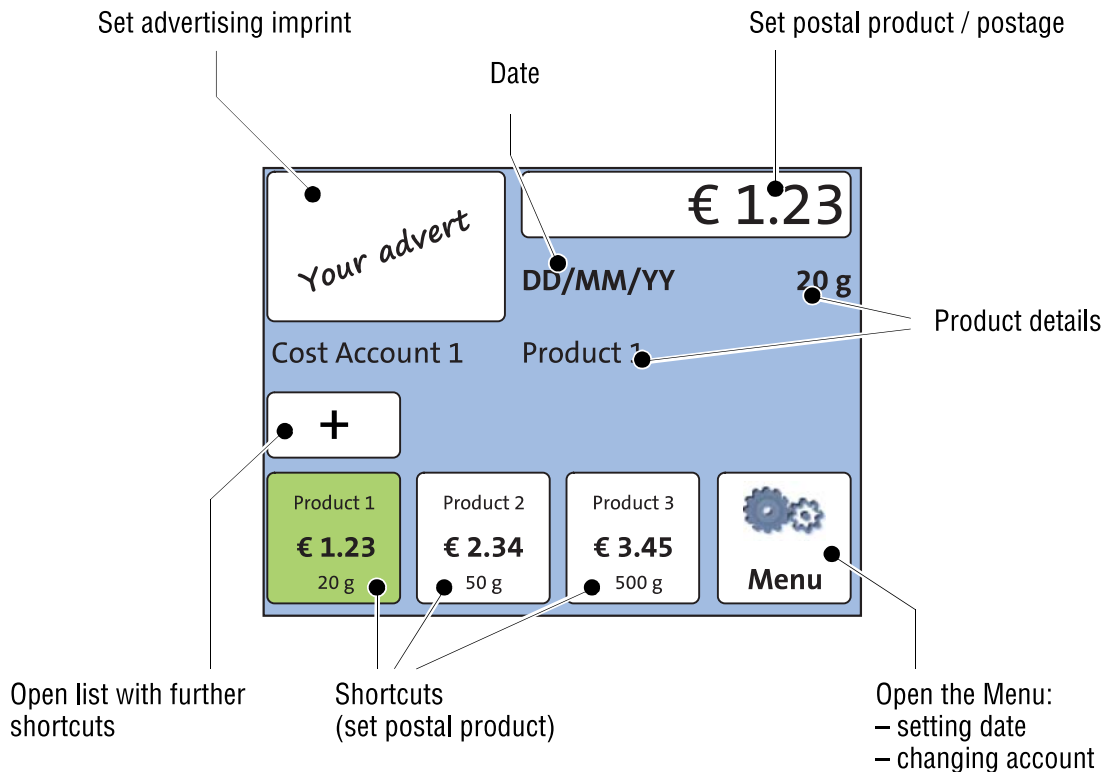 Set advertising imprint
Set postal product / postage
Date
Your advert
€ 1.23
DD/MM/YY
20 g
Product details
Cost Account 1
Product 1
+
Product 1
€ 1.23
20 g
Product 2
€ 2.34
50 g
Product 3
€ 3.45
500 g
Menu
Open list with further
shortcuts
Shortcuts
(set postal product)
Open the Menu:
– setting date
– changing account